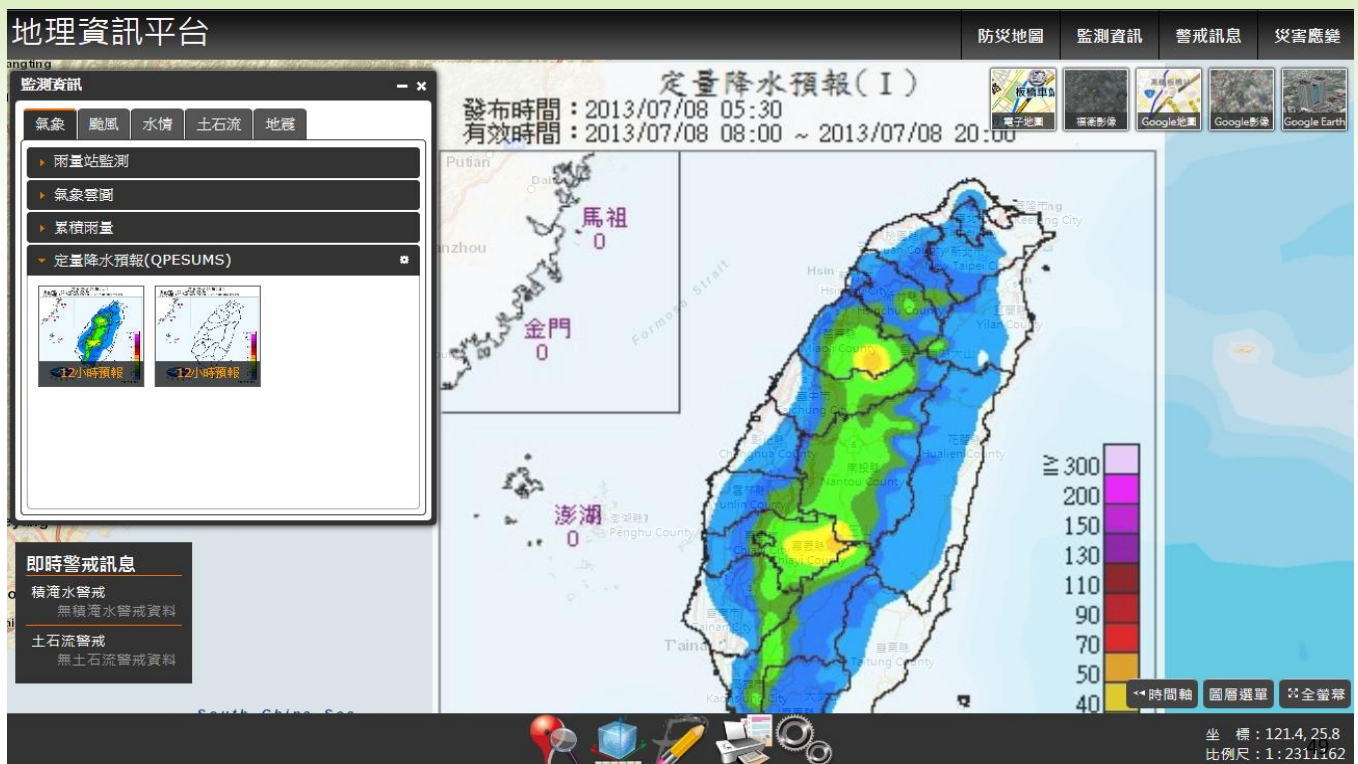 地理資訊平台
防災地圖
監測資訊
警戒訊息
災害應變
angting
監測資訊
氣象
颱風
水情
土石流
地震
雨量站監測
氣象雲圖
累積雨量
定量降水預報(QPESUMS)
12小時預報
12小時預報
即時警戒訊息
積淹水警戒
無積淹水警戒資料
土石流警戒
無土石流警戒資料
定量降水預報(I)
發布時間：2013/07/08 05:30
有效時間：2013/07/08 08:00 ~ 2013/07/08 20:00
電子地圖
福衛影像
Google地圖
Google影像
Google Earth
Putian
馬祖
0
金門
0
Formosa Strait
澎湖
0
Penghu County
Keelung City
New Taipei C
Yilan County
Hsinchu County
Miaoli County
Changhua County
Nantou County
Hualien County
Chiayi County
Taitung County
≧300
200
150
130
110
90
70
50
40
時間軸
圖層選單
全螢幕
South China Sea
坐 標：121.4, 25.8
比例尺：1:2311162
49